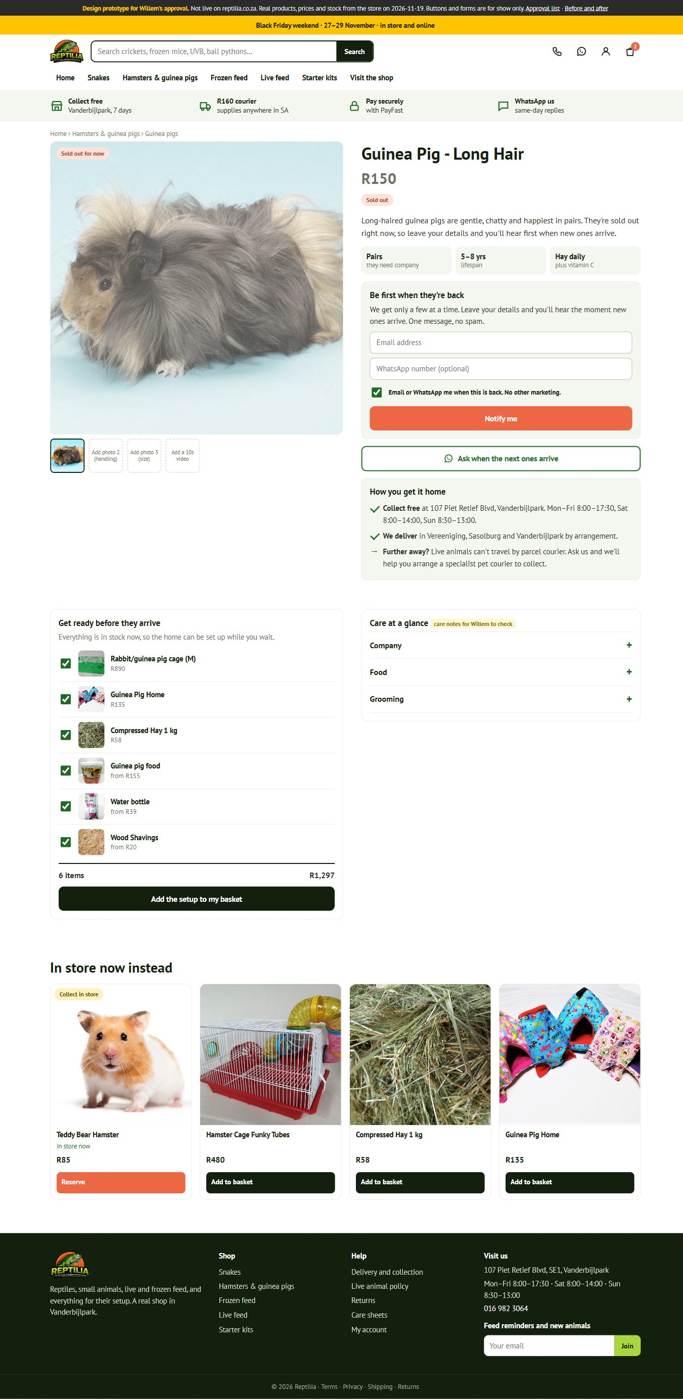 Design prototype for Willem's approval. Not live on reptilia.co.za. Real products, prices and stock from the store on 2026-11-19. Buttons and forms are for show only. Approval list · Before and after
Black Friday weekend · 27–29 November · in store and online
REPTILIA
Search crickets, frozen mice, UVB, ball pythons...
Search
2
Home
Snakes
Hamsters & guinea pigs
Frozen feed
Live feed
Starter kits
Visit the shop
Collect free
Vanderbijlpark, 7 days
R160 courier
supplies anywhere in SA
Pay securely
with PayFast
WhatsApp us
same-day replies
Home › Hamsters & guinea pigs › Guinea pigs
Sold out for now
Add photo 2
(handling)
Add photo 3
(size)
Add a 10s
video
Guinea Pig - Long Hair
R150
Sold out
Long-haired guinea pigs are gentle, chatty and happiest in pairs. They're sold out
right now, so leave your details and you'll hear first when new ones arrive.
Pairs
they need company
5–8 yrs
lifespan
Hay daily
plus vitamin C
Be first when they're back
We get only a few at a time. Leave your details and you'll hear the moment new
ones arrive. One message, no spam.
Email address
WhatsApp number (optional)
Email or WhatsApp me when this is back. No other marketing.
Notify me
Ask when the next ones arrive
How you get it home
Collect free at 107 Piet Retief Blvd, Vanderbijlpark. Mon–Fri 8:00–17:30, Sat
8:00–14:00, Sun 8:30–13:00.
We deliver in Vereeniging, Sasolburg and Vanderbijlpark by arrangement.
→ Further away? Live animals can't travel by parcel courier. Ask us and we'll
help you arrange a specialist pet courier to collect.
Get ready before they arrive
Everything is in stock now, so the home can be set up while you wait.
Rabbit/guinea pig cage (M)
R890
Guinea Pig Home
R135
Compressed Hay 1 kg
R58
Guinea pig food
from R155
Water bottle
from R39
Wood Shavings
from R20
6 items
R1,297
Add the setup to my basket
Care at a glance care notes for Willem to check
Company +
Food +
Grooming +
In store now instead
Collect in store
Teddy Bear Hamster
In store now
R85
Reserve
Hamster Cage Funky Tubes
R480
Add to basket
Compressed Hay 1 kg
R58
Add to basket
Guinea Pig Home
R135
Add to basket
REPTILIA
Reptiles, small animals, live and frozen feed, and
everything for their setup. A real shop in
Vanderbijlpark.
Shop
Snakes
Hamsters & guinea pigs
Frozen feed
Live feed
Starter kits
Help
Delivery and collection
Live animal policy
Returns
Care sheets
My account
Visit us
107 Piet Retief Blvd, SE1, Vanderbijlpark
Mon–Fri 8:00–17:30 · Sat 8:00–14:00 · Sun
8:30–13:00
016 982 3064
Feed reminders and new animals
Your email
Join
© 2026 Reptilia · Terms · Privacy · Shipping · Returns